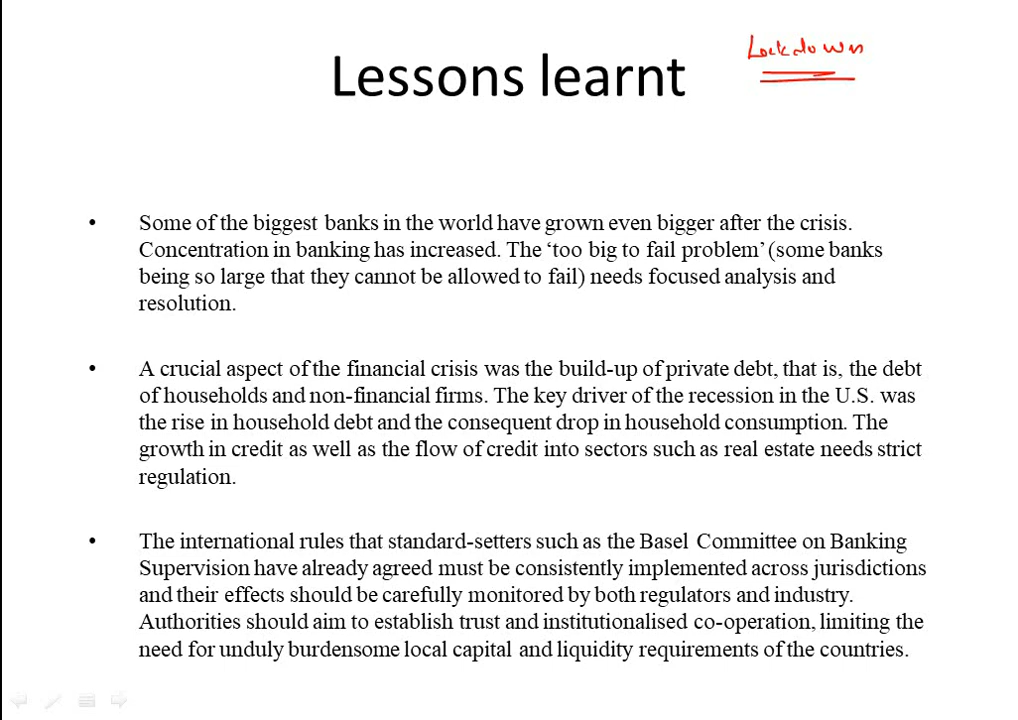 Lockdown
Lessons learnt
• Some of the biggest banks in the world have grown even bigger after the crisis.
Concentration in banking has increased. The ‘too big to fail problem’ (some banks
being so large that they cannot be allowed to fail) needs focused analysis and
resolution.
• A crucial aspect of the financial crisis was the build-up of private debt, that is, the debt
of households and non-financial firms. The key driver of the recession in the U.S. was
the rise in household debt and the consequent drop in household consumption. The
growth in credit as well as the flow of credit into sectors such as real estate needs strict
regulation.
• The international rules that standard-setters such as the Basel Committee on Banking
Supervision have already agreed must be consistently implemented across jurisdictions
and their effects should be carefully monitored by both regulators and industry.
Authorities should aim to establish trust and institutionalised co-operation, limiting the
need for unduly burdensome local capital and liquidity requirements of the countries.